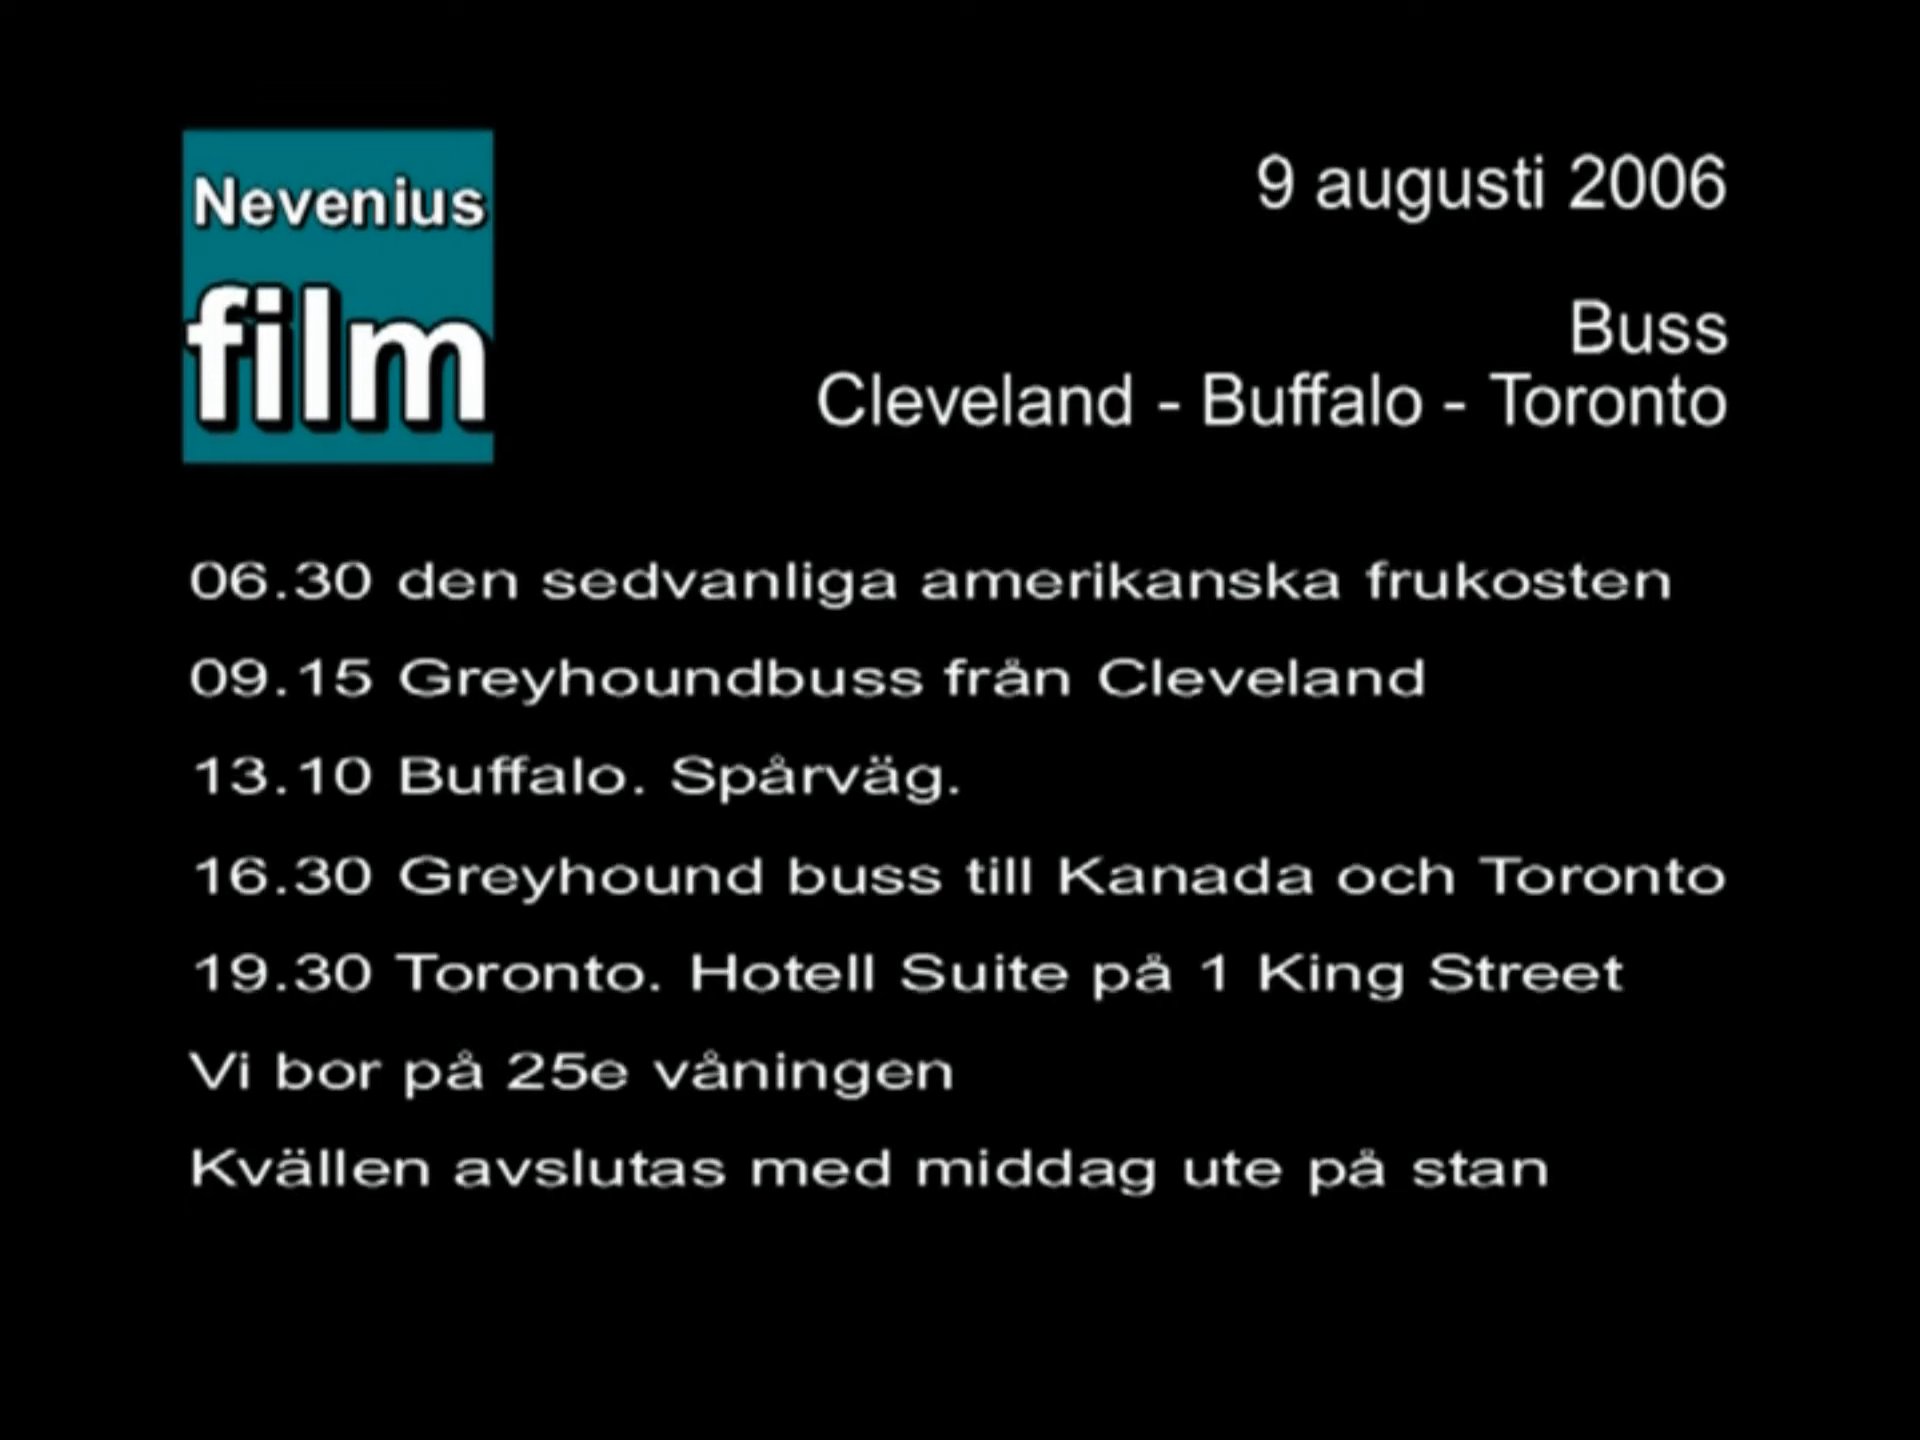 Nevenius
film
9 augusti 2006
Buss
Cleveland - Buffalo - Toronto
06.30 den sedvanliga amerikanska frukosten
09.15 Greyhoundbuss från Cleveland
13.10 Buffalo. Spårväg.
16.30 Greyhound buss till Kanada och Toronto
19.30 Toronto. Hotell Suite på 1 King Street
Vi bor på 25e våningen
Kvällen avslutas med middag ute på stan